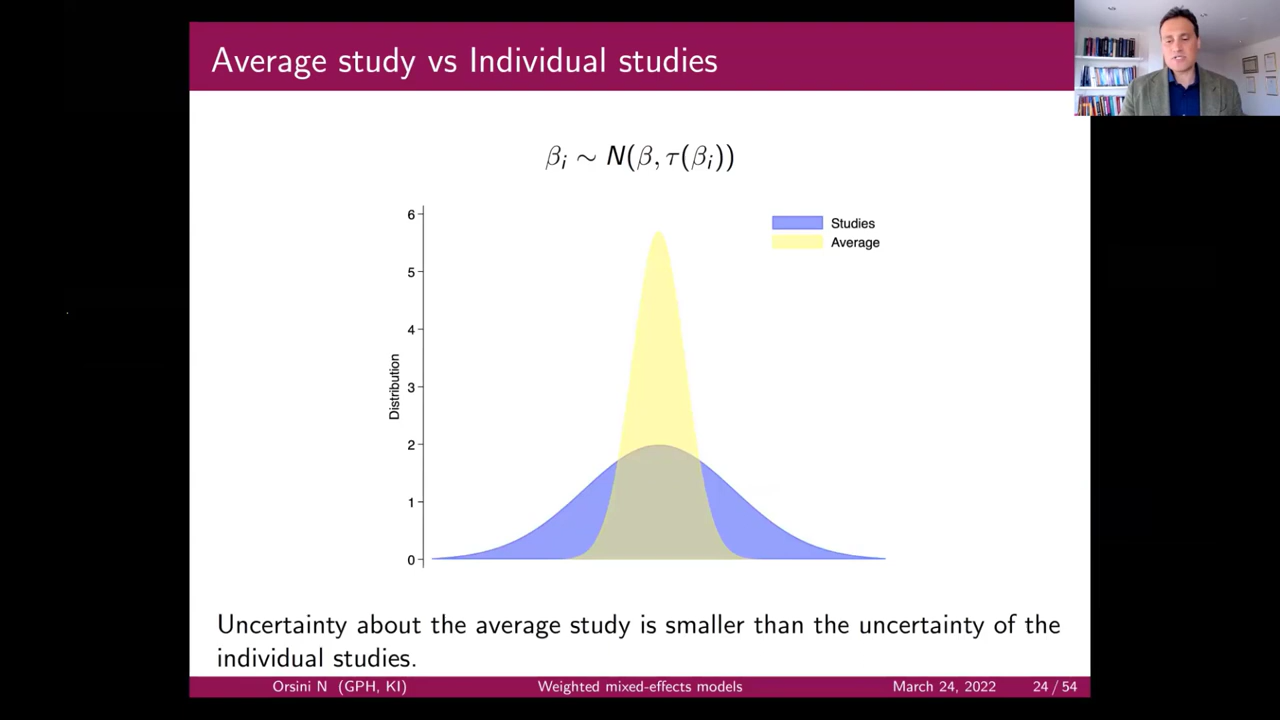 Average study vs Individual studies
βᵢ ∼ N(β, τ(βᵢ))
6
5
4
3
2
1
0
Distribution
Studies
Average
Uncertainty about the average study is smaller than the uncertainty of the
individual studies.
Orsini N (GPH, KI)
Weighted mixed-effects models
March 24, 2022
24 / 54